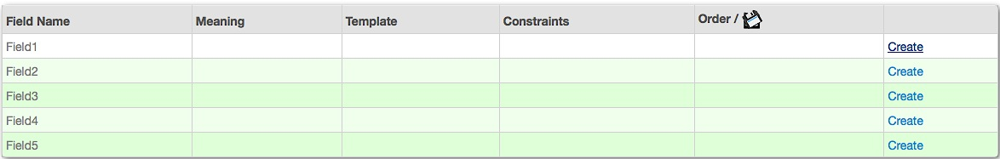 Field Name Meaning Template Constraints Order /
Field1 Create
Field2 Create
Field3 Create
Field4 Create
Field5 Create